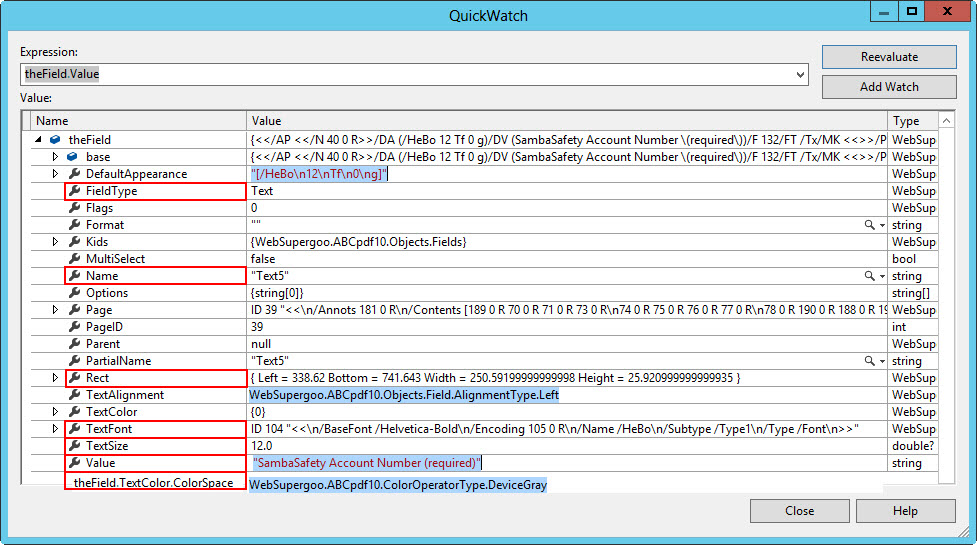 QuickWatch
Expression:
theField.Value
Reevaluate
Add Watch
Value:
Name Value Type
theField {<</AP <</N 40 0 R>>/DA (/HeBo 12 Tf 0 g)/DV (SambaSafety Account Number \(required\))/F 132/FT /Tx/MK <<>>/P WebSup
base {<</AP <</N 40 0 R>>/DA (/HeBo 12 Tf 0 g)/DV (SambaSafety Account Number \(required\))/F 132/FT /Tx/MK <<>>/P WebSup
DefaultAppearance "[/HeBo\n12\nTf\n0\ng]" WebSup
FieldType Text WebSup
Flags 0 WebSup
Format "" string
Kids {WebSupergoo.ABCpdf10.Objects.Fields} WebSup
MultiSelect false bool
Name "Text5" string
Options {string[0]} string[]
Page ID 39 "<<\n/Annots 181 0 R\n/Contents [189 0 R 70 0 R 71 0 R 73 0 R\n74 0 R 75 0 R 76 0 R 77 0 R\n78 0 R 190 0 R 188 0 R 19 WebSup
PageID 39 int
Parent null WebSup
PartialName "Text5" string
Rect { Left = 338.62 Bottom = 741.643 Width = 250.59199999999998 Height = 25.920999999999935 } WebSup
TextAlignment WebSupergoo.ABCpdf10.Objects.Field.AlignmentType.Left WebSup
TextColor {0} WebSup
TextFont ID 104 "<<\n/BaseFont /Helvetica-Bold\n/Encoding 105 0 R\n/Name /HeBo\n/Subtype /Type1\n/Type /Font\n>>" WebSup
TextSize 12.0 double?
Value "SambaSafety Account Number (required)" string
theField.TextColor.ColorSpace WebSupergoo.ABCpdf10.ColorOperatorType.DeviceGray
Close Help